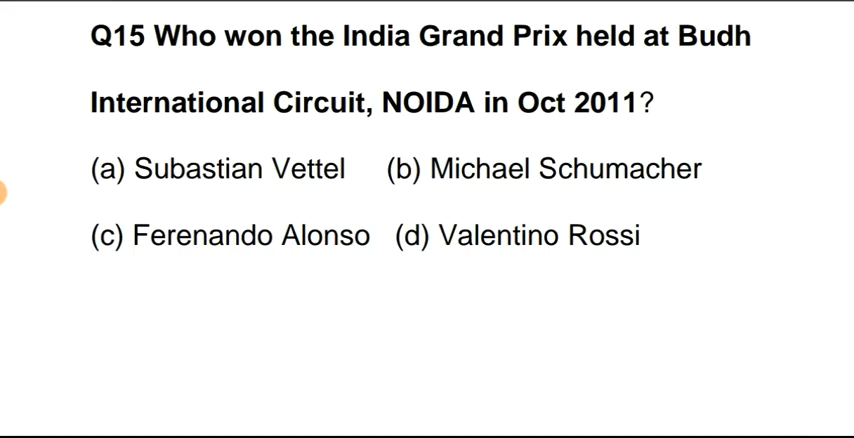 Q15 Who won the India Grand Prix held at Budh
International Circuit, NOIDA in Oct 2011?
(a) Subastian Vettel (b) Michael Schumacher
(c) Ferenando Alonso (d) Valentino Rossi